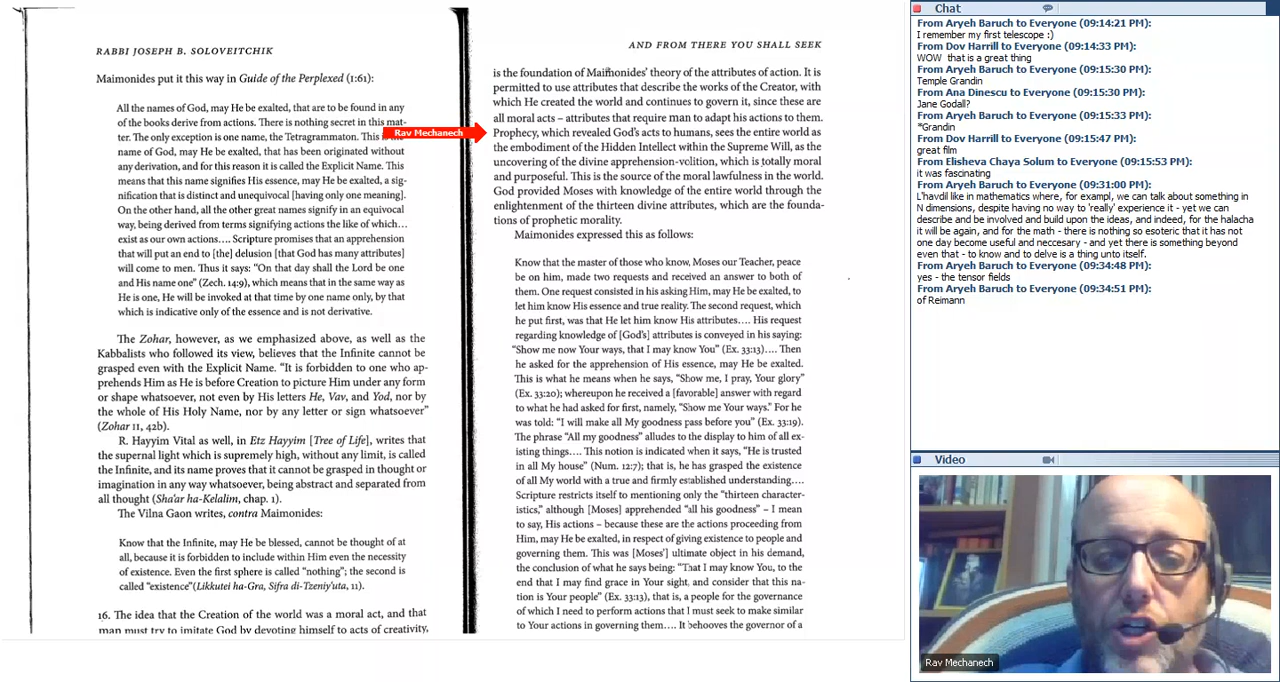 RABBI JOSEPH B. SOLOVEITCHIK
Maimonides put it this way in Guide of the Perplexed (1:61):
All the names of God, may He be exalted, that are to be found in any
of the books derive from actions. There is nothing secret in this mat-
ter. The only exception is one name, the Tetragrammaton. This is the
name of God, may He be exalted, that has been originated without
any derivation, and for this reason it is called the Explicit Name. This
means that this name signifies His essence, may He be exalted, a sig-
nification that is distinct and unequivocal [having only one meaning].
On the other hand, all the other great names signify in an equivocal
way, being derived from terms signifying actions the like of which…
exist as our own actions…. Scripture promises that an apprehension
that will put an end to [the] delusion [that God has many attributes]
will come to men. Thus it says: “On that day shall the Lord be one
and His name one” (Zech. 14:9), which means that in the same way as
He is one, He will be invoked at that time by one name only, by that
which is indicative only of the essence and is not derivative.
The Zohar, however, as we emphasized above, as well as the
Kabbalists who followed its view, believes that the Infinite cannot be
grasped even with the Explicit Name. “It is forbidden to one who ap-
prehends Him as He is before Creation to picture Him under any form
or shape whatsoever, not even by His letters He, Vav, and Yod, nor by
the whole of His Holy Name, nor by any letter or sign whatsoever”
(Zohar II, 42b).
R. Hayyim Vital as well, in Etz Hayyim [Tree of Life], writes that
the supernal light which is supremely high, without any limit, is called
the Infinite, and its name proves that it cannot be grasped in thought or
imagination in any way whatsoever, being abstract and separated from
all thought (Sha'ar ha-Kelalim, chap. 1).
The Vilna Gaon writes, contra Maimonides:
Know that the Infinite, may He be blessed, cannot be thought of at
all, because it is forbidden to include within Him even the necessity
of existence. Even the first sphere is called “nothing”; the second is
called “existence”(Likkutei ha-Gra, Sifra di-Tzeniy'uta, 11).
16. The idea that the Creation of the world was a moral act, and that
man must try to imitate God by devoting himself to acts of creativity,
Rav Mechanech
AND FROM THERE YOU SHALL SEEK
is the foundation of Maimonides' theory of the attributes of action. It is
permitted to use attributes that describe the works of the Creator, with
which He created the world and continues to govern it, since these are
all moral acts – attributes that require man to adapt his actions to them.
Prophecy, which revealed God's acts to humans, sees the entire world as
the embodiment of the Hidden Intellect within the Supreme Will, as the
uncovering of the divine apprehension-volition, which is totally moral
and purposeful. This is the source of the moral lawfulness in the world.
God provided Moses with knowledge of the entire world through the
enlightenment of the thirteen divine attributes, which are the founda-
tions of prophetic morality.
Maimonides expressed this as follows:
Know that the master of those who know, Moses our Teacher, peace
be on him, made two requests and received an answer to both of
them. One request consisted in his asking Him, may He be exalted, to
let him know His essence and true reality. The second request, which
he put first, was that He let him know His attributes…. His request
regarding knowledge of [God's] attributes is conveyed in his saying:
“Show me now Your ways, that I may know You” (Ex. 33:13)…. Then
he asked for the apprehension of His essence, may He be exalted.
This is what he means when he says, “Show me, I pray, Your glory”
(Ex. 33:20); whereupon he received a [favorable] answer with regard
to what he had asked for first, namely, “Show me Your ways.” For he
was told: “I will make all My goodness pass before you” (Ex. 33:19).
The phrase “All my goodness” alludes to the display to him of all ex-
isting things…. This notion is indicated when it says, “He is trusted
in all My house” (Num. 12:7); that is, he has grasped the existence
of all My world with a true and firmly established understanding….
Scripture restricts itself to mentioning only the “thirteen character-
istics,” although [Moses] apprehended “all his goodness” – I mean
to say, His actions – because these are the actions proceeding from
Him, may He be exalted, in respect of giving existence to people and
governing them. This was [Moses'] ultimate object in his demand,
the conclusion of what he says being: “That I may know You, to the
end that I may find grace in Your sight, and consider that this na-
tion is Your people” (Ex. 33:13), that is, a people for the governance
of which I need to perform actions that I must seek to make similar
to Your actions in governing them…. It behooves the governor of a
Chat
From Aryeh Baruch to Everyone (09:14:21 PM):
I remember my first telescope :)
From Dov Harrill to Everyone (09:14:33 PM):
WOW that is a great thing
From Aryeh Baruch to Everyone (09:15:30 PM):
Temple Grandin
From Ana Dinescu to Everyone (09:15:30 PM):
Jane Godall?
From Aryeh Baruch to Everyone (09:15:33 PM):
*Grandin
From Dov Harrill to Everyone (09:15:47 PM):
great film
From Elisheva Chaya Solum to Everyone (09:15:53 PM):
it was fascinating
From Aryeh Baruch to Everyone (09:31:00 PM):
L'havdil like in mathematics where, for exampl, we can talk about something in
N dimensions, despite having no way to 'really' experience it - yet we can
describe and be involved and build upon the ideas, and indeed, for the halacha
it will be again, and for the math - there is nothing so esoteric that it has not
one day become useful and neccesary - and yet there is something beyond
even that - to know and to delve is a thing unto itself.
From Aryeh Baruch to Everyone (09:34:48 PM):
yes - the tensor fields
From Aryeh Baruch to Everyone (09:34:51 PM):
of Reimann
Video
Rav Mechanech